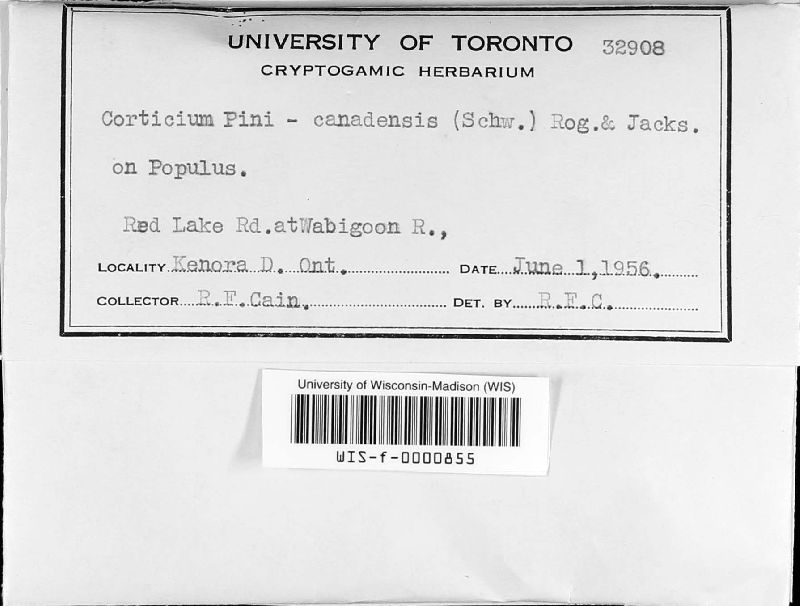 UNIVERSITY OF TORONTO 32908
CRYPTOGAMIC HERBARIUM
Corticium Pini - canadensis (Schw.) Rog.& Jacks.
on Populus.
Red Lake Rd.atWabigoon R.,
LOCALITY Kenora D. Ont. DATE June 1,1956.
COLLECTOR R.F.Cain. DET. BY R.F.C.
University of Wisconsin-Madison (WIS)
WIS-f-0000855